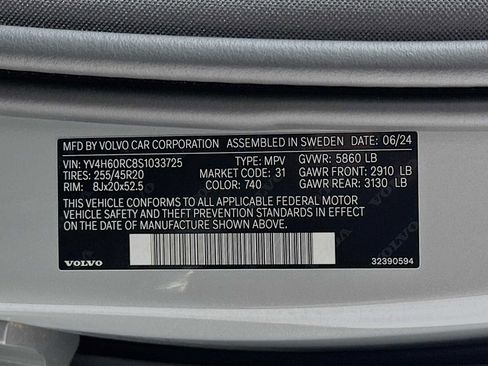 MFD BY VOLVO CAR CORPORATION ASSEMBLED IN SWEDEN DATE: 06/24
VIN: YV4H60RC8S1033725 TYPE: MPV GVWR: 5860 LB
TIRES: 255/45R20 MARKET CODE: 31 GAWR FRONT: 2910 LB
RIM: 8Jx20x52.5 COLOR: 740 GAWR REAR: 3130 LB
THIS VEHICLE CONFORMS TO ALL APPLICABLE FEDERAL MOTOR
VEHICLE SAFETY AND THEFT PREVENTION STANDARDS IN EFFECT
ON THE DATE OF MANUFACTURE SHOWN ABOVE.
VOLVO 32390594